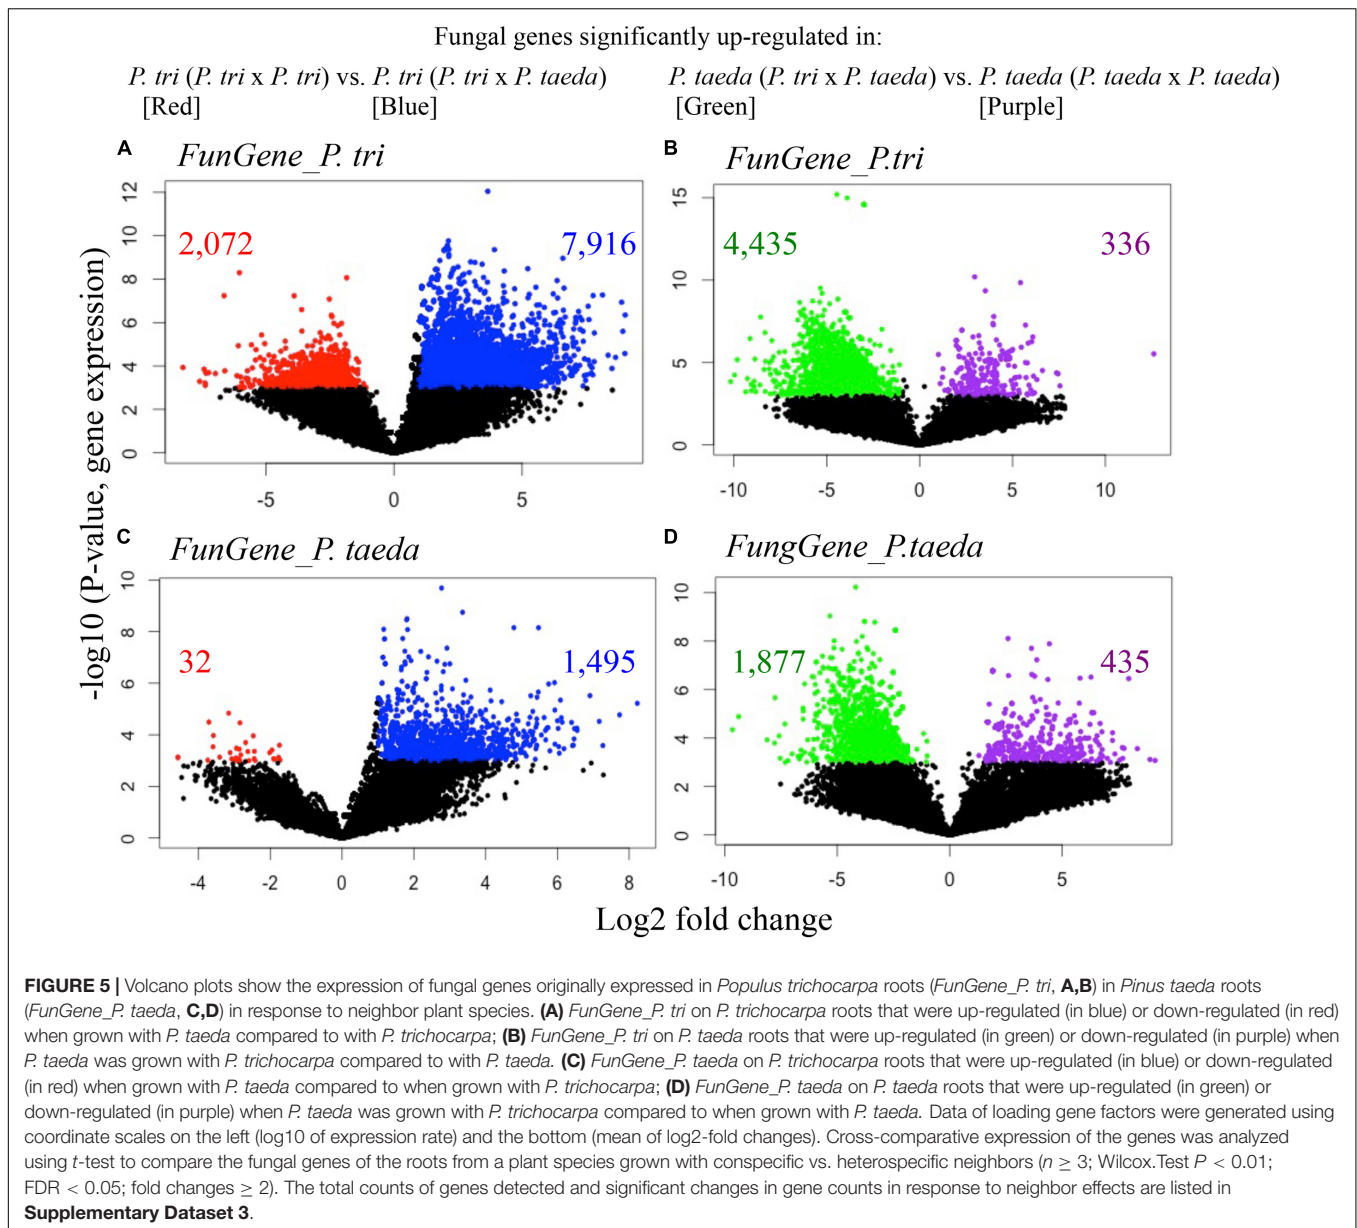 Fungal genes significantly up-regulated in:
P. tri (P. tri x P. tri) vs. P. tri (P. tri x P. taeda)
[Red] [Blue]
P. taeda (P. tri x P. taeda) vs. P. taeda (P. taeda x P. taeda)
[Green] [Purple]
A FunGene_P. tri
12
10
8
6
4
2
0
2,072 7,916
-5 0 5
B FunGene_P.tri
15
10
5
0
4,435 336
-10 -5 0 5 10
-log10 (P-value, gene expression)
C FunGene_P. taeda
10
8
6
4
2
0
32 1,495
-4 -2 0 2 4 6 8
D FungGene_P.taeda
10
8
6
4
2
0
1,877 435
-10 -5 0 5
Log2 fold change
FIGURE 5 | Volcano plots show the expression of fungal genes originally expressed in Populus trichocarpa roots (FunGene_P. tri, A,B) in Pinus taeda roots
(FunGene_P. taeda, C,D) in response to neighbor plant species. (A) FunGene_P. tri on P. trichocarpa roots that were up-regulated (in blue) or down-regulated (in red)
when grown with P. taeda compared to with P. trichocarpa; (B) FunGene_P. tri on P. taeda roots that were up-regulated (in green) or down-regulated (in purple) when
P. taeda was grown with P. trichocarpa compared to with P. taeda. (C) FunGene_P. taeda on P. trichocarpa roots that were up-regulated (in blue) or down-regulated
(in red) when grown with P. taeda compared to when grown with P. trichocarpa; (D) FunGene_P. taeda on P. taeda roots that were up-regulated (in green) or
down-regulated (in purple) when P. taeda was grown with P. trichocarpa compared to when grown with P. taeda. Data of loading gene factors were generated using
coordinate scales on the left (log10 of expression rate) and the bottom (mean of log2-fold changes). Cross-comparative expression of the genes was analyzed
using t-test to compare the fungal genes of the roots from a plant species grown with conspecific vs. heterospecific neighbors (n ≥ 3; Wilcox.Test P < 0.01;
FDR < 0.05; fold changes ≥ 2). The total counts of genes detected and significant changes in gene counts in response to neighbor effects are listed in
Supplementary Dataset 3.